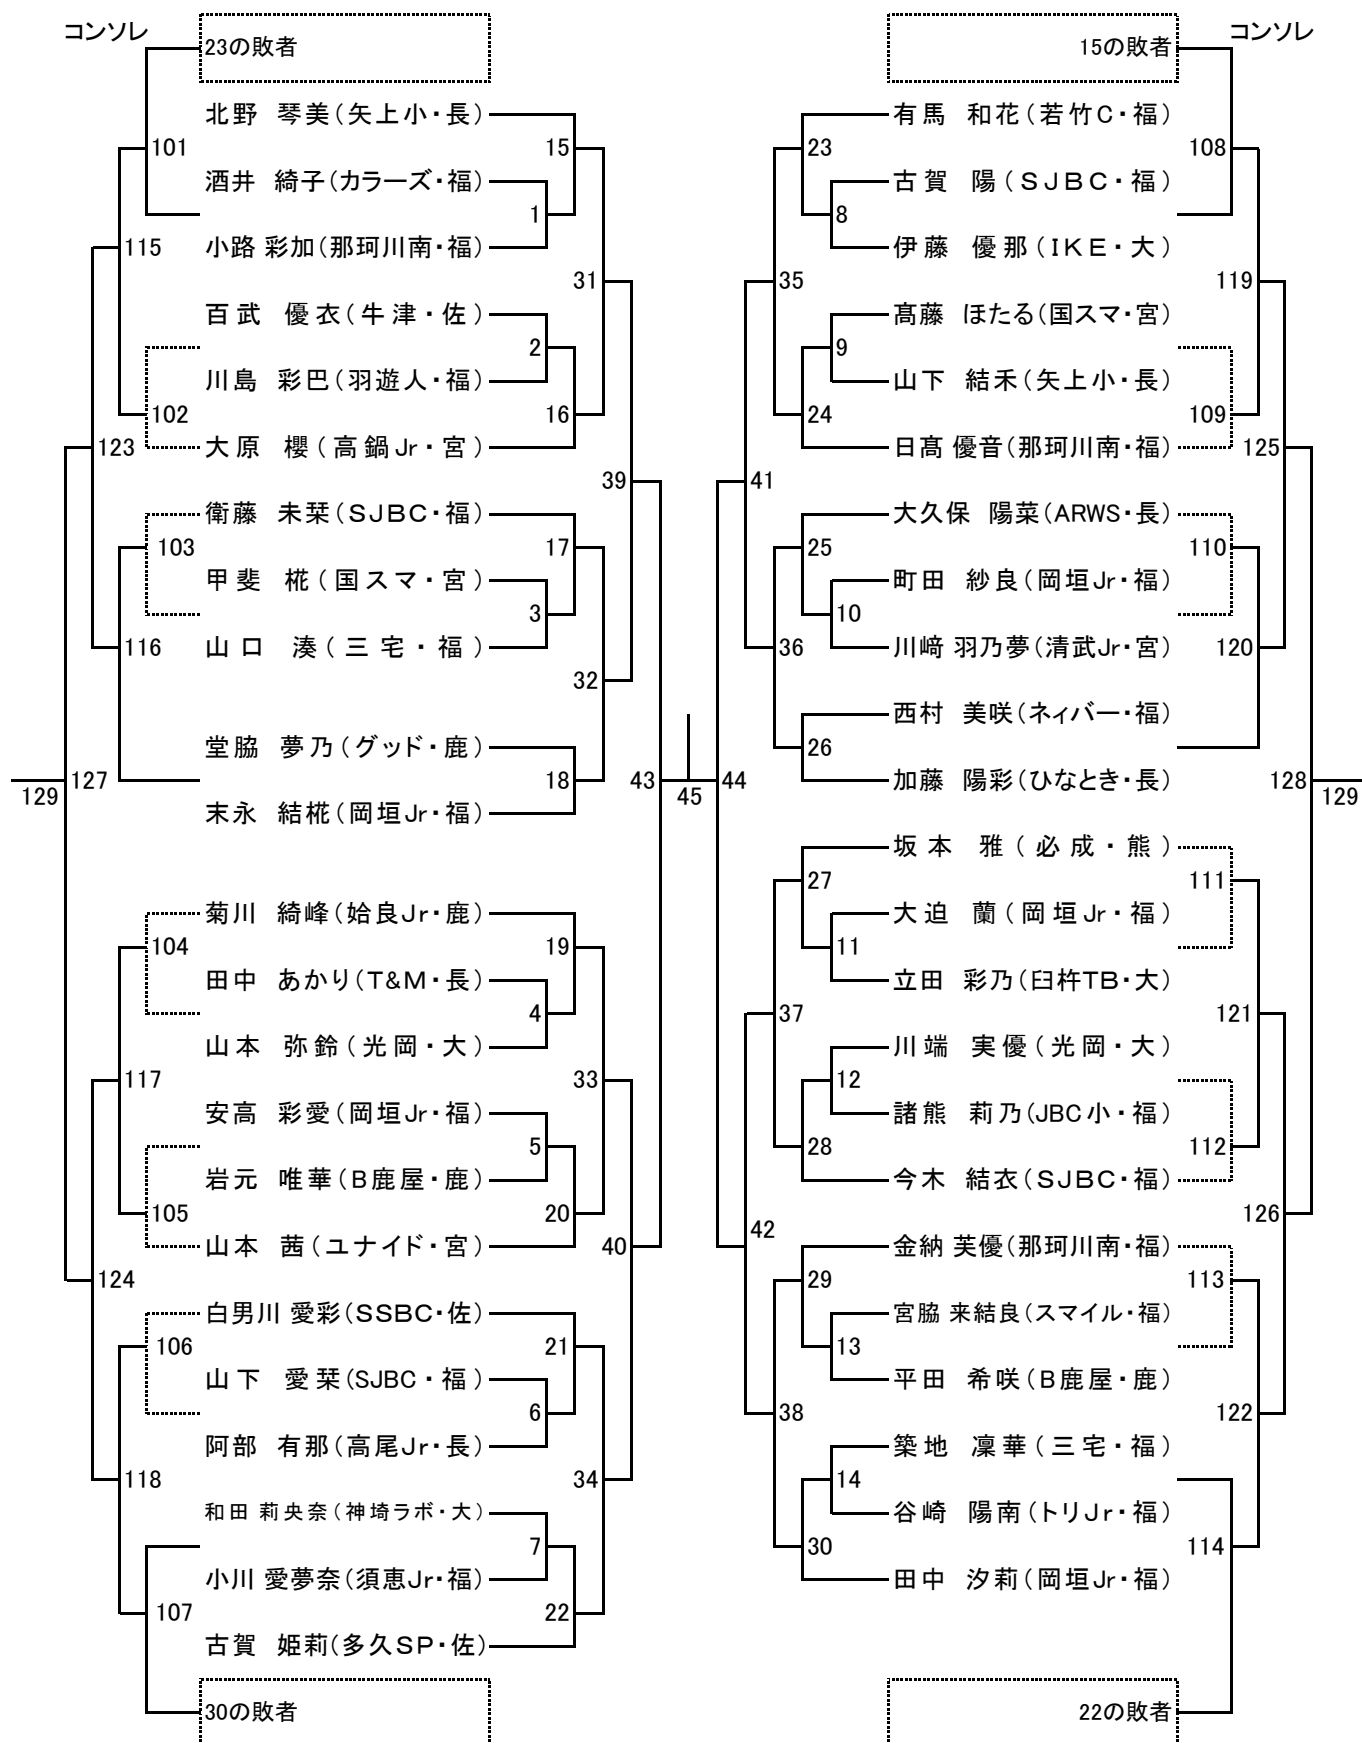 コンソレ
23の敗者
北野 琴美(矢上小・長)
15
101
酒井 綺子(カラーズ・福)
1
115
小路 彩加(那珂川南・福)
31
百武 優衣(牛津・佐)
2
川島 彩巴(羽遊人・福)
102
16
123
大原 櫻(高鍋Jr・宮)
39
衛藤 未栞(SJBC・福)
103
17
甲斐 椛(国スマ・宮)
3
116
山口 湊(三宅・福)
32
堂脇 夢乃(グッド・鹿)
129
127
18
43
45
末永 結椛(岡垣Jr・福)
菊川 綺峰(姶良Jr・鹿)
104
19
田中 あかり(T&M・長)
4
山本 弥鈴(光岡・大)
117
33
安高 彩愛(岡垣Jr・福)
5
岩元 唯華(B鹿屋・鹿)
105
20
山本 茜(ユナイド・宮)
40
124
白男川 愛彩(SSBC・佐)
106
21
山下 愛栞(SJBC・福)
6
阿部 有那(高尾Jr・長)
118
34
和田 莉央奈(神埼ラボ・大)
7
小川 愛夢奈(須恵Jr・福)
107
22
古賀 姫莉(多久SP・佐)
30の敗者
15の敗者
コンソレ
有馬 和花(若竹C・福)
23
108
古賀 陽(SJBC・福)
8
伊藤 優那(IKE・大)
35
119
髙藤 ほたる(国スマ・宮)
9
山下 結禾(矢上小・長)
24
109
日髙 優音(那珂川南・福)
125
41
大久保 陽菜(ARWS・長)
25
110
町田 紗良(岡垣Jr・福)
10
川﨑 羽乃夢(清武Jr・宮)
36
120
西村 美咲(ネィバー・福)
26
加藤 陽彩(ひなとき・長)
44
128
129
坂本 雅(必成・熊)
27
111
大迫 蘭(岡垣Jr・福)
11
立田 彩乃(臼杵TB・大)
37
121
川端 実優(光岡・大)
12
諸熊 莉乃(JBC小・福)
28
112
今木 結衣(SJBC・福)
126
42
金納 芙優(那珂川南・福)
29
113
宮脇 来結良(スマイル・福)
13
平田 希咲(B鹿屋・鹿)
38
122
築地 凜華(三宅・福)
14
谷崎 陽南(トリJr・福)
30
114
田中 汐莉(岡垣Jr・福)
22の敗者